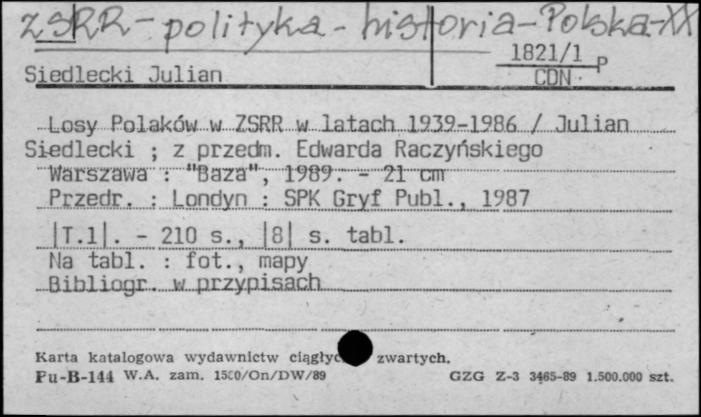 ZSRR - polityka - historia - Polska - XX
1821/1 P
Siedlecki Julian CDN
Losy Polaków w ZSRR w latach 1939-1986 / Julian
Siedlecki ; z przedm. Edwarda Raczyńskiego
Warszawa : "Baza", 1989. - 21 cm
Przedr. : Londyn : SPK Gryf Publ., 1987
|T.1|. - 210 s., |8| s. tabl.
Na tabl. : fot., mapy
Bibliogr. w przypisach
Karta katalogowa wydawnictw zwartych.
Pu-B-144 W.A. zam. 1500/On/DW/89 GZG Z-3 3465-89 1.500.000 szt.